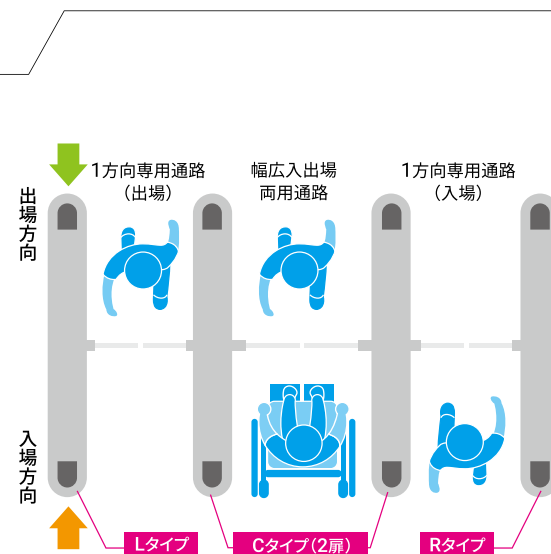 1方向専用通路
（出場）
幅広入出場
両用通路
1方向専用通路
（入場）
出場方向
入場方向
Lタイプ
Cタイプ（2扉）
Rタイプ